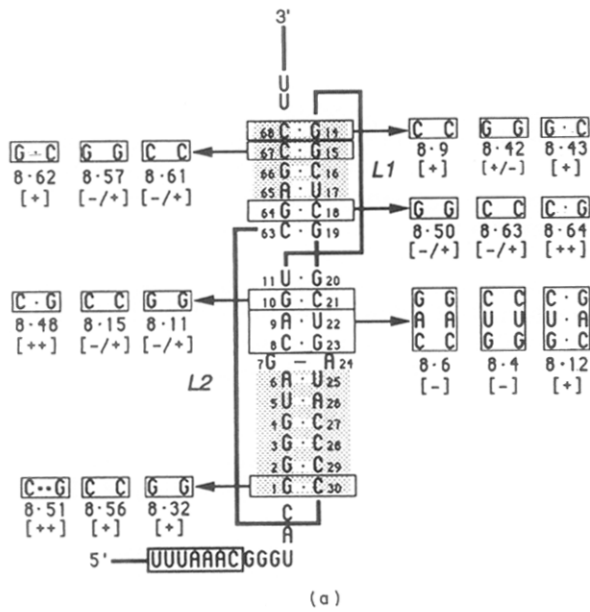 3'
U
U
68 C · G 14
67 C · G 15
66 G · C 16
65 A · U 17
64 G · C 18
63 C · G 19
L1
11 U · G 20
10 G · C 21
9 A · U 22
8 C · G 23
7 G – A 24
6 A · U 25
5 U · A 26
4 G · C 27
3 G · C 28
2 G · C 29
1 G · C 30
L2
C
A
5' UUUAAACGGGU
G · C G G C C
8·62 8·57 8·61
[+] [-/+] [-/+]
C C G G G · C
8·9 8·42 8·43
[+] [+/-] [+]
G G C C C · G
8·50 8·63 8·64
[-/+] [-/+] [++]
C · G C C G G
8·48 8·15 8·11
[++] [-/+] [-/+]
G G C C C · G
A A U U U · A
C C G G G · C
8·6 8·4 8·12
[-] [-] [+]
C··G C C G G
8·51 8·56 8·32
[++] [+] [+]
(a)